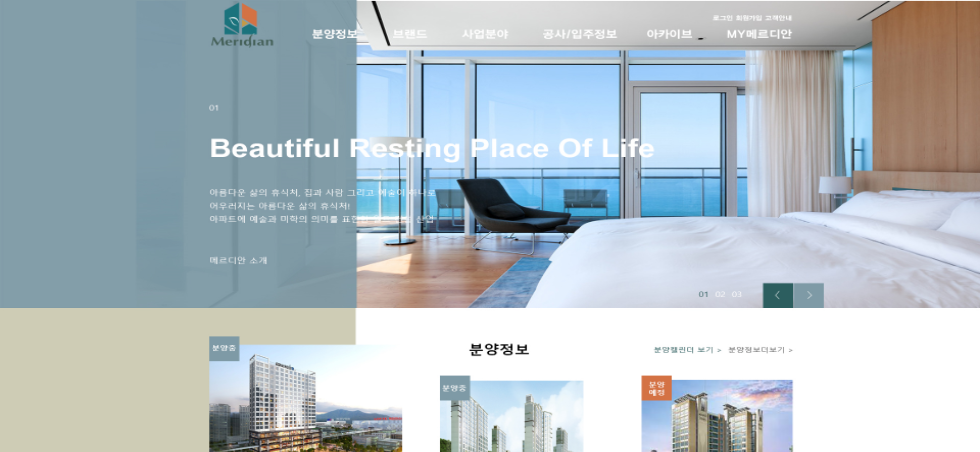 로그인 회원가입 고객안내
Meridian
분양정보 브랜드 사업분야 공사/입주정보 아카이브 MY메르디안
01
Beautiful Resting Place Of Life
아름다운 삶의 휴식처, 집과 사람 그리고 예술이 하나로
어우러지는 아름다운 삶의 휴식처!
아파트에 예술과 미학의 의미를 표현한
메르디안 소개
01 02 03
분양중
분양정보
분양캘린더 보기 > 분양정보더보기 >
분양중
분양
예정